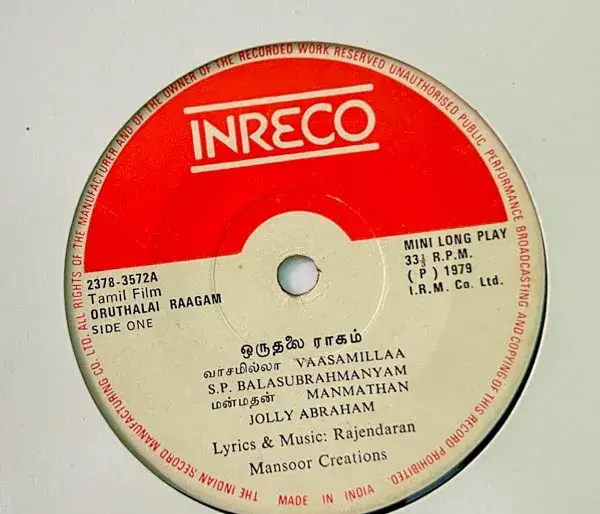 ALL RIGHTS OF THE MANUFACTURER AND OF THE OWNER OF THE RECORDED WORK RESERVED UNAUTHORISED PUBLIC PERFORMANCE BROADCASTING AND COPYING OF THIS RECORD PROHIBITED.
INRECO
2378-3572A
Tamil Film
ORUTHALAI RAAGAM
SIDE ONE
MINI LONG PLAY
33⅓ R.P.M.
( P ) 1979
I.R.M. Co. Ltd.
ஒருதலை ராகம்
வாசமில்லா VAASAMILLAA
S.P. BALASUBRAHMANYAM
மன்மதன் MANMATHAN
JOLLY ABRAHAM
Lyrics & Music: Rajendaran
Mansoor Creations
THE INDIAN RECORD MANUFACTURING CO. LTD.
MADE IN INDIA